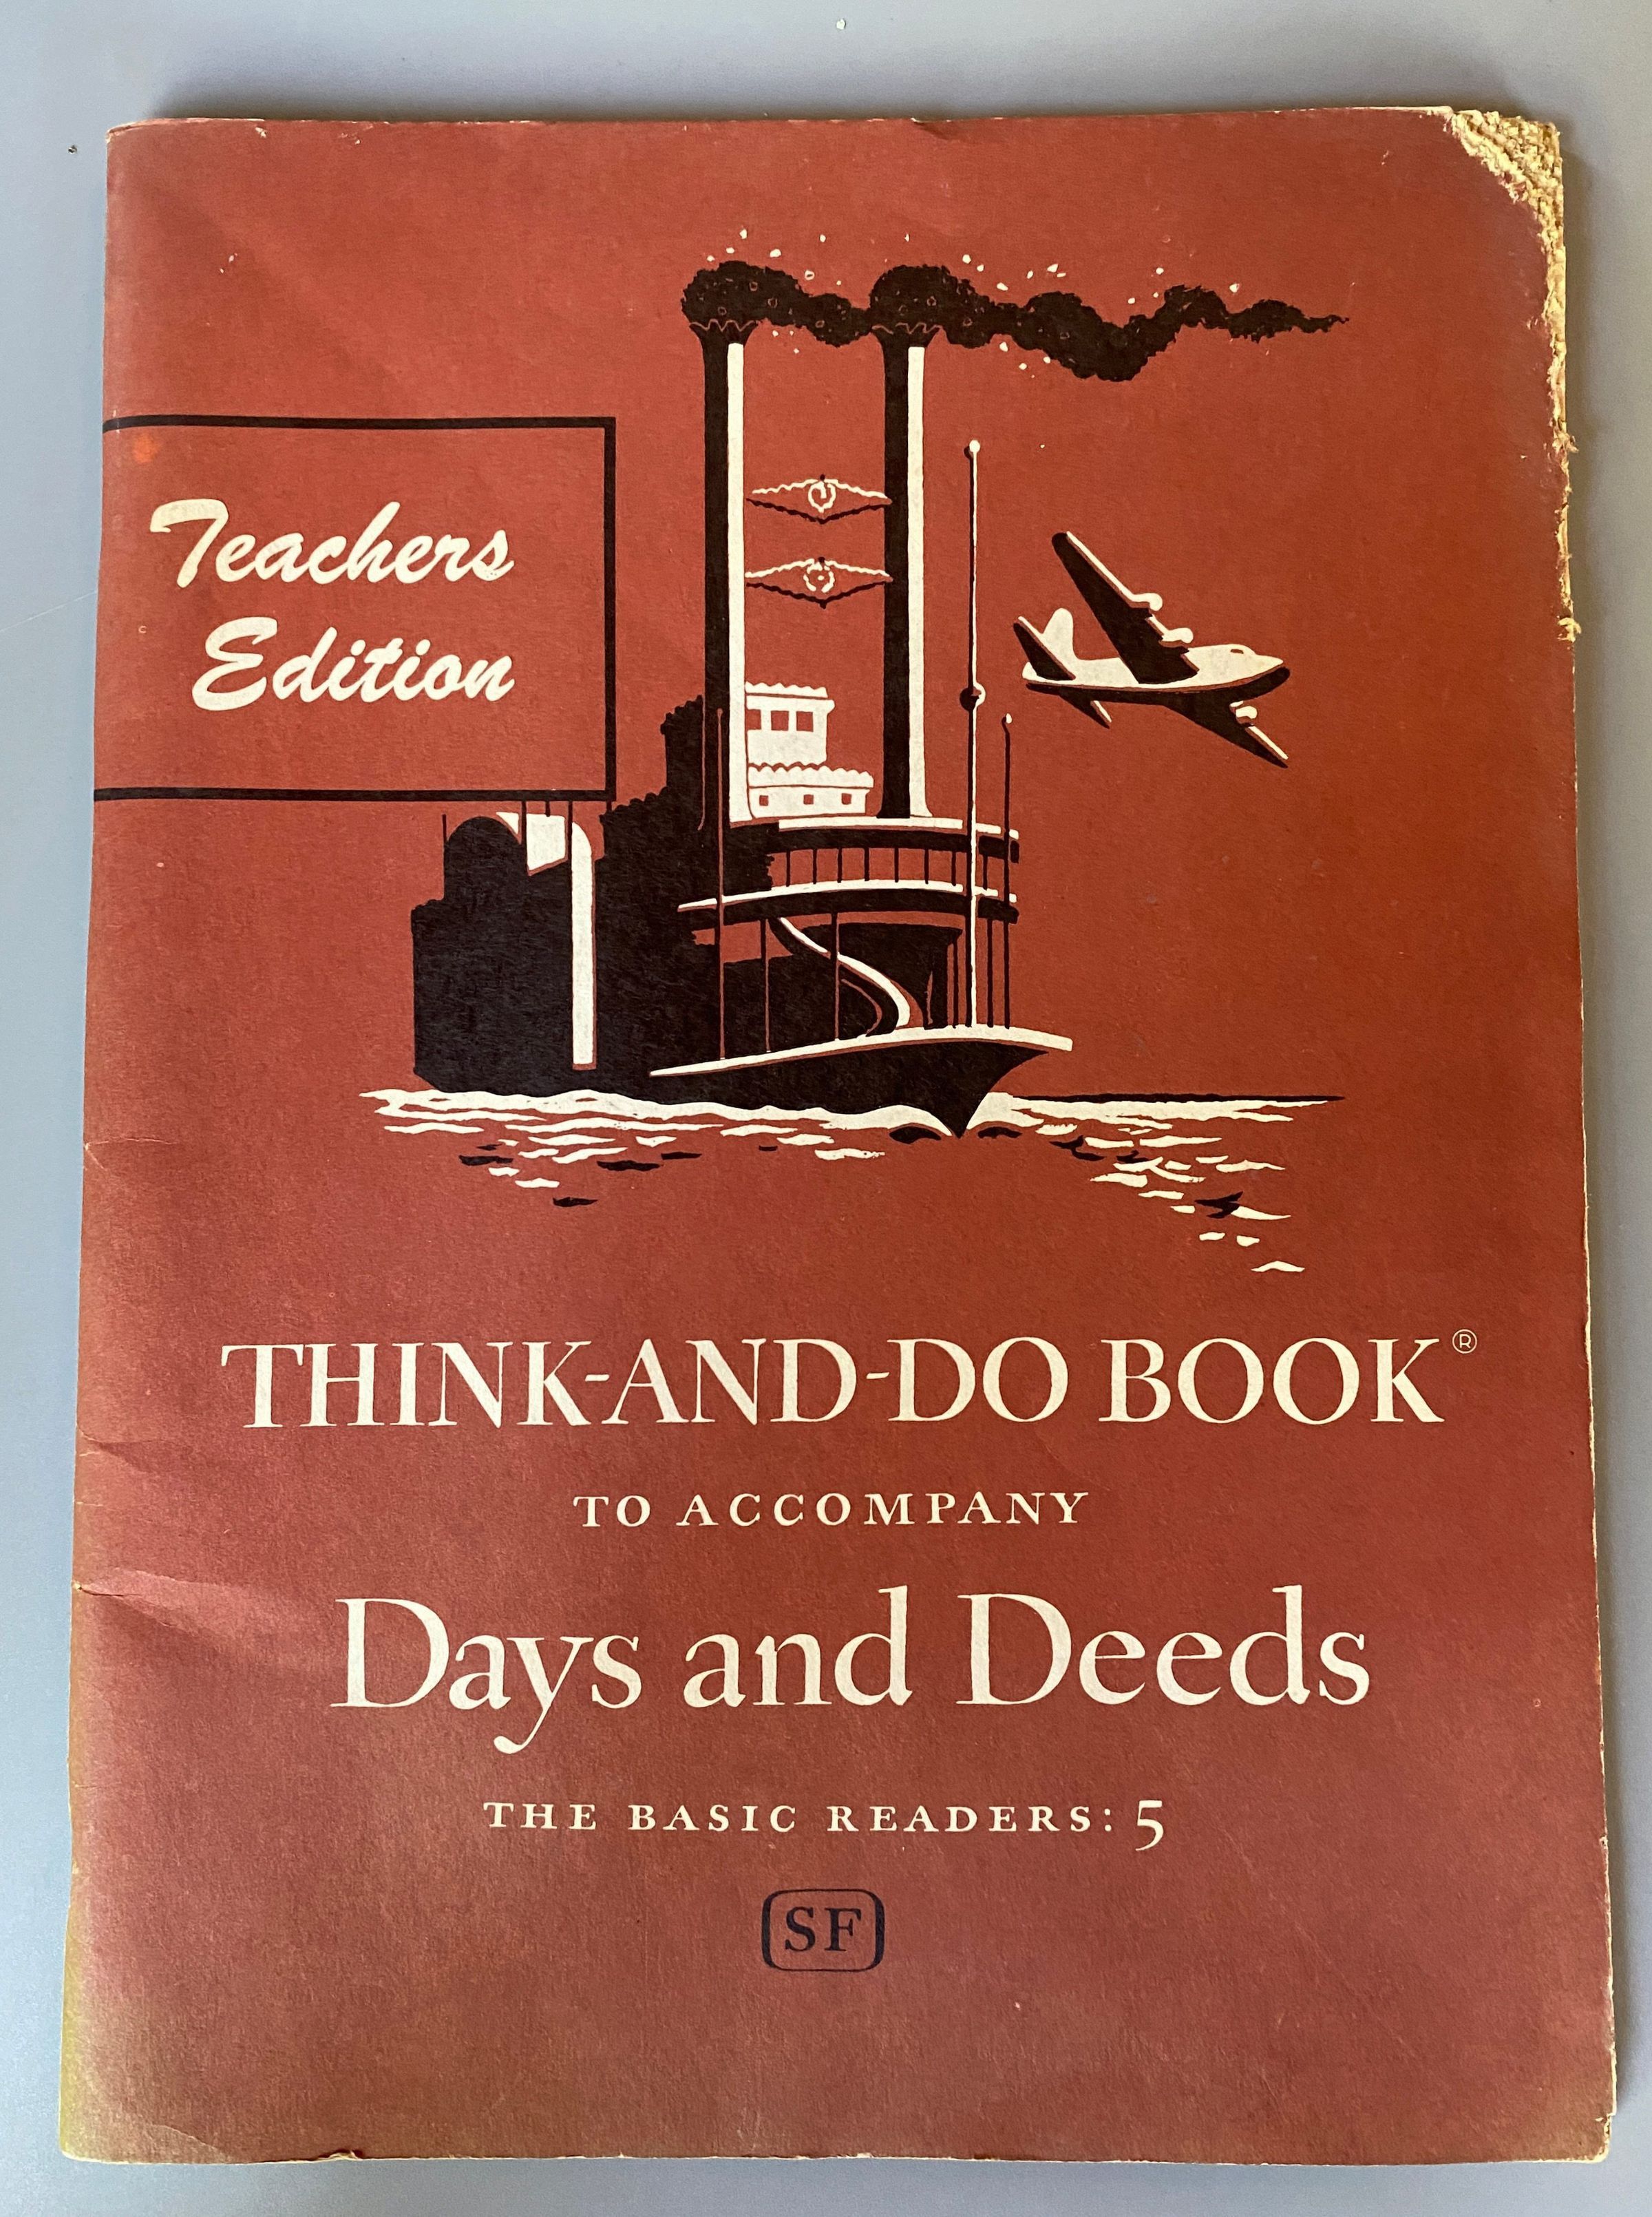 Teachers
Edition
THINK-AND-DO BOOK®
TO ACCOMPANY
Days and Deeds
THE BASIC READERS: 5
SF